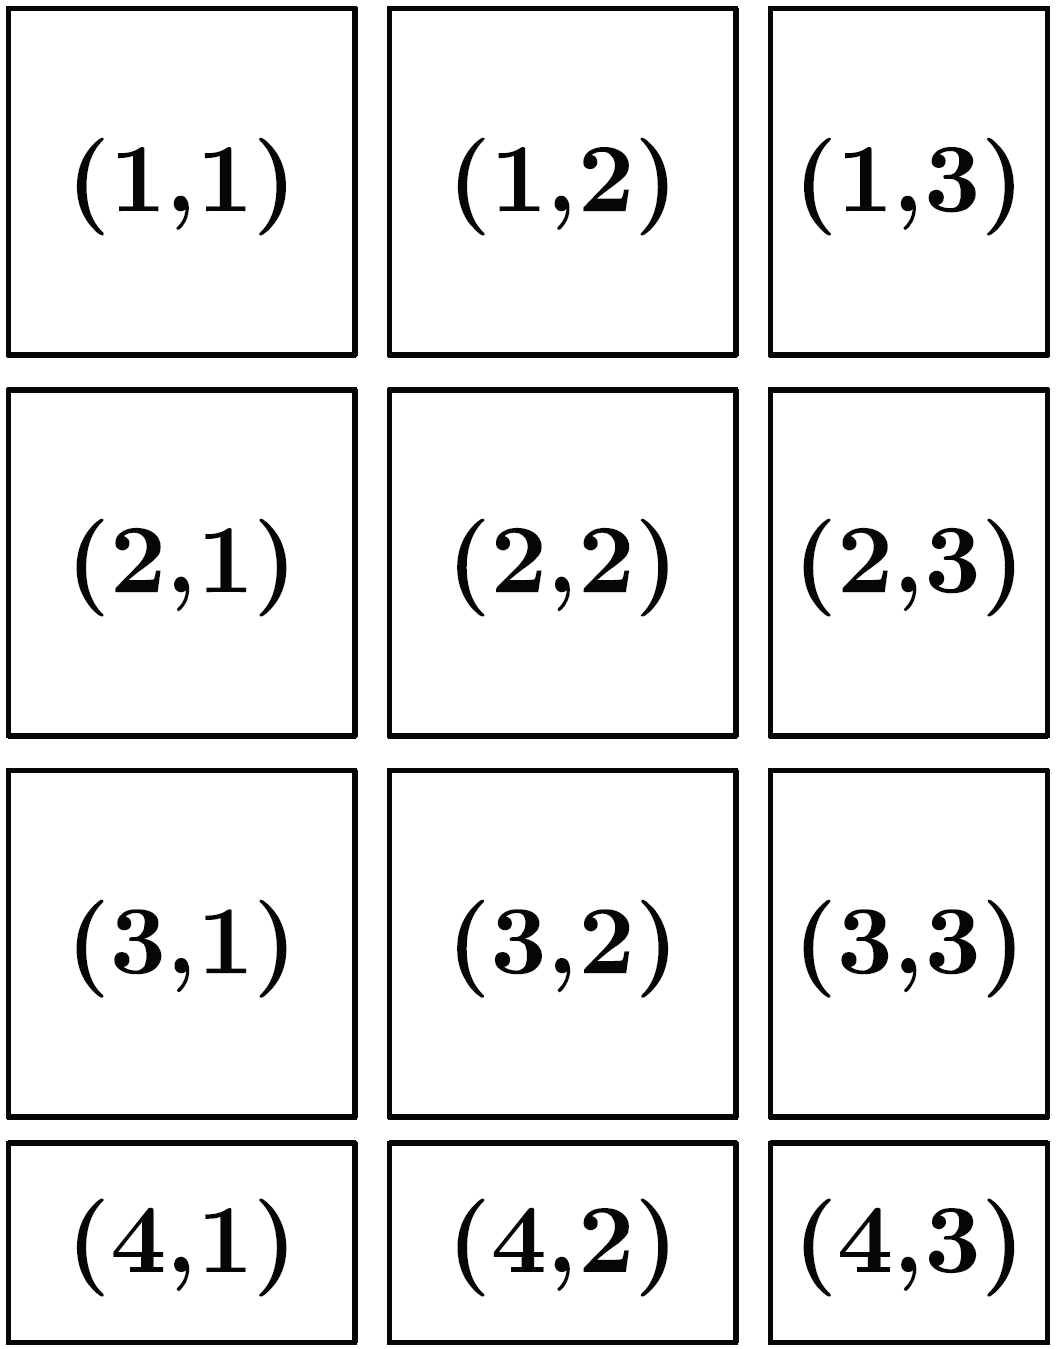 (1,1) (1,2) (1,3)
(2,1) (2,2) (2,3)
(3,1) (3,2) (3,3)
(4,1) (4,2) (4,3)